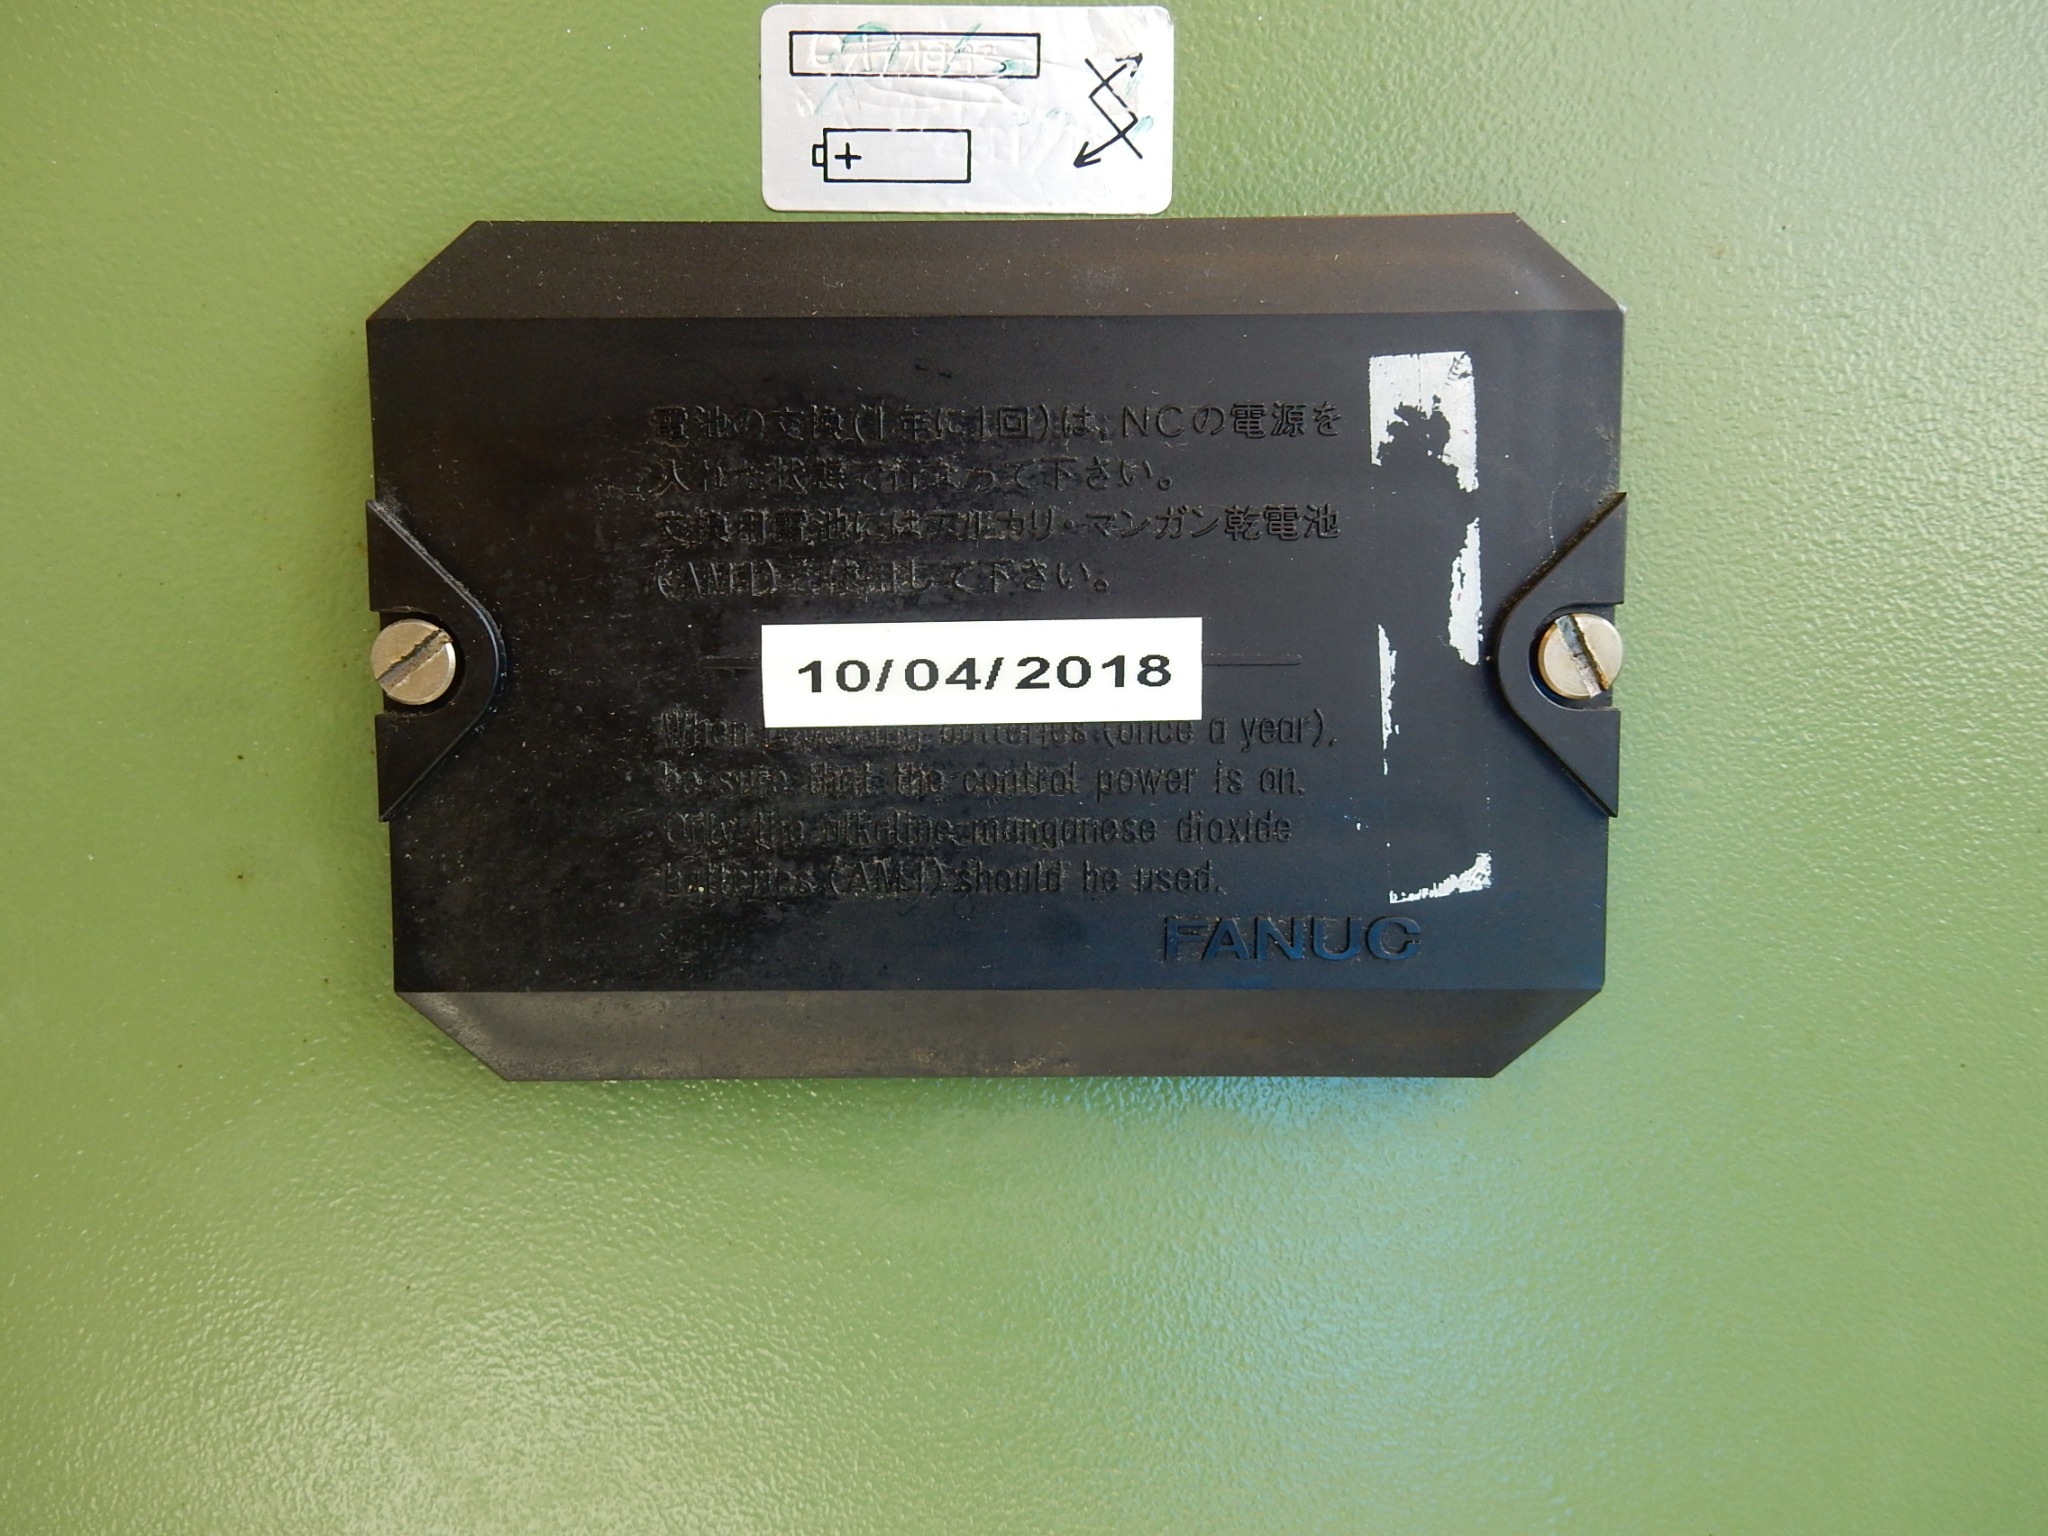 +
電池の交換(1年に1回)は,NCの電源を
入れた状態で行なって下さい。
交換用電池にはアルカリ・マンガン乾電池
(AM1)を使用して下さい。
10/04/2018
When replacing batteries (once a year),
be sure that the control power is on.
Only the alkaline manganese dioxide
batteries (AM1) should be used.
FANUC